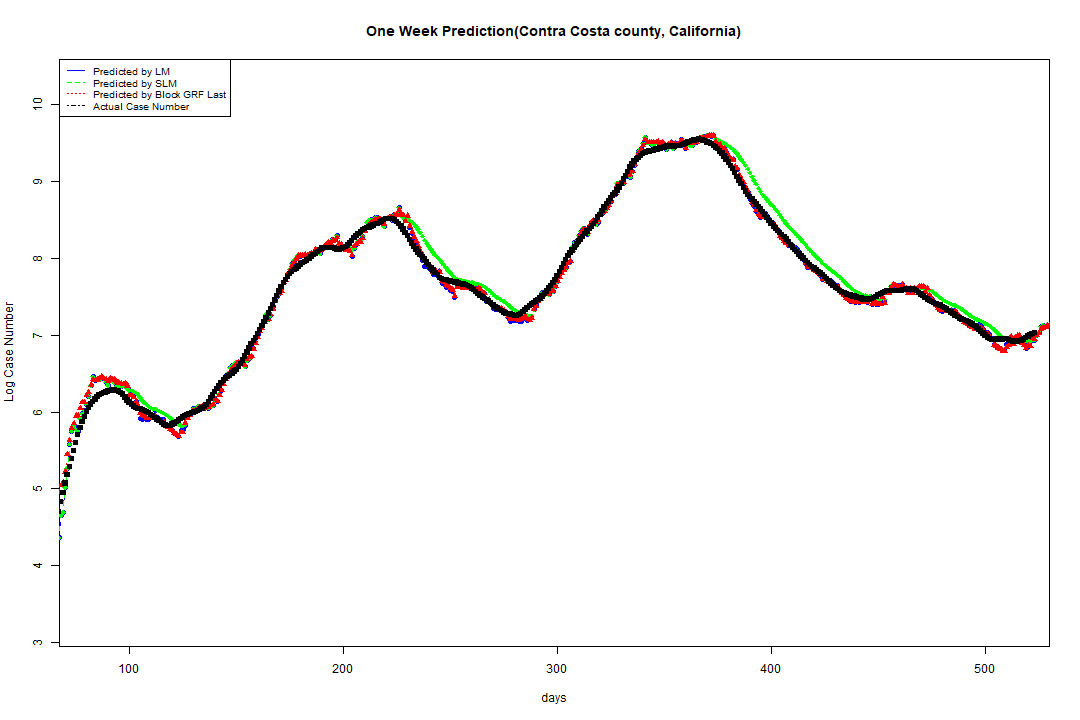 One Week Prediction(Contra Costa county, California)
Predicted by LM
Predicted by SLM
Predicted by Block GRF Last
Actual Case Number
10
9
8
7
6
5
4
3
Log Case Number
100 200 300 400 500
days